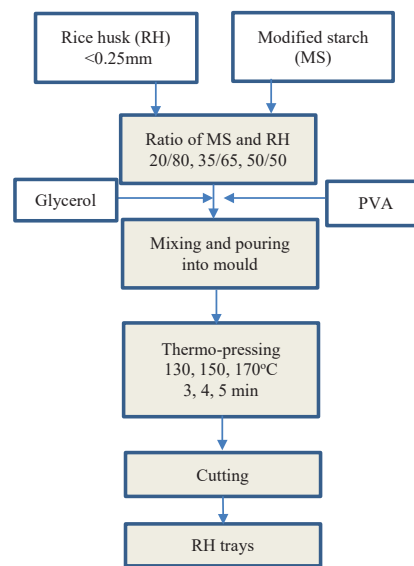 Rice husk (RH)
<0.25mm
Modified starch
(MS)
Ratio of MS and RH
20/80, 35/65, 50/50
Glycerol
PVA
Mixing and pouring
into mould
Thermo-pressing
130, 150, 170ºC
3, 4, 5 min
Cutting
RH trays